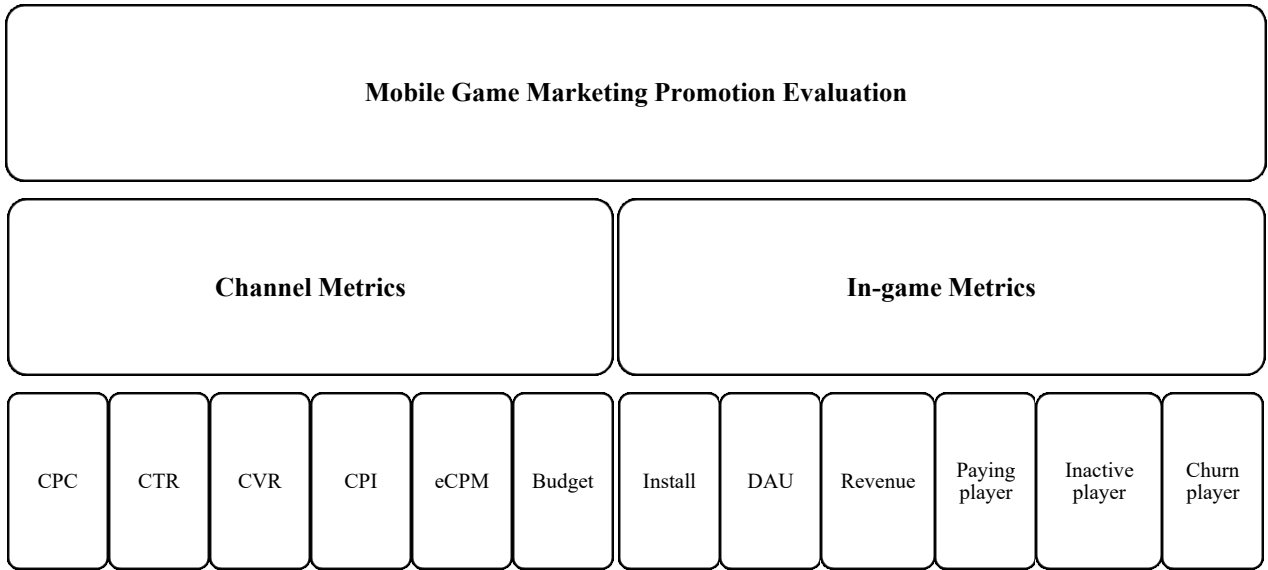 Mobile Game Marketing Promotion Evaluation
Channel Metrics
In-game Metrics
CPC
CTR
CVR
CPI
eCPM
Budget
Install
DAU
Revenue
Paying
player
Inactive
player
Churn
player